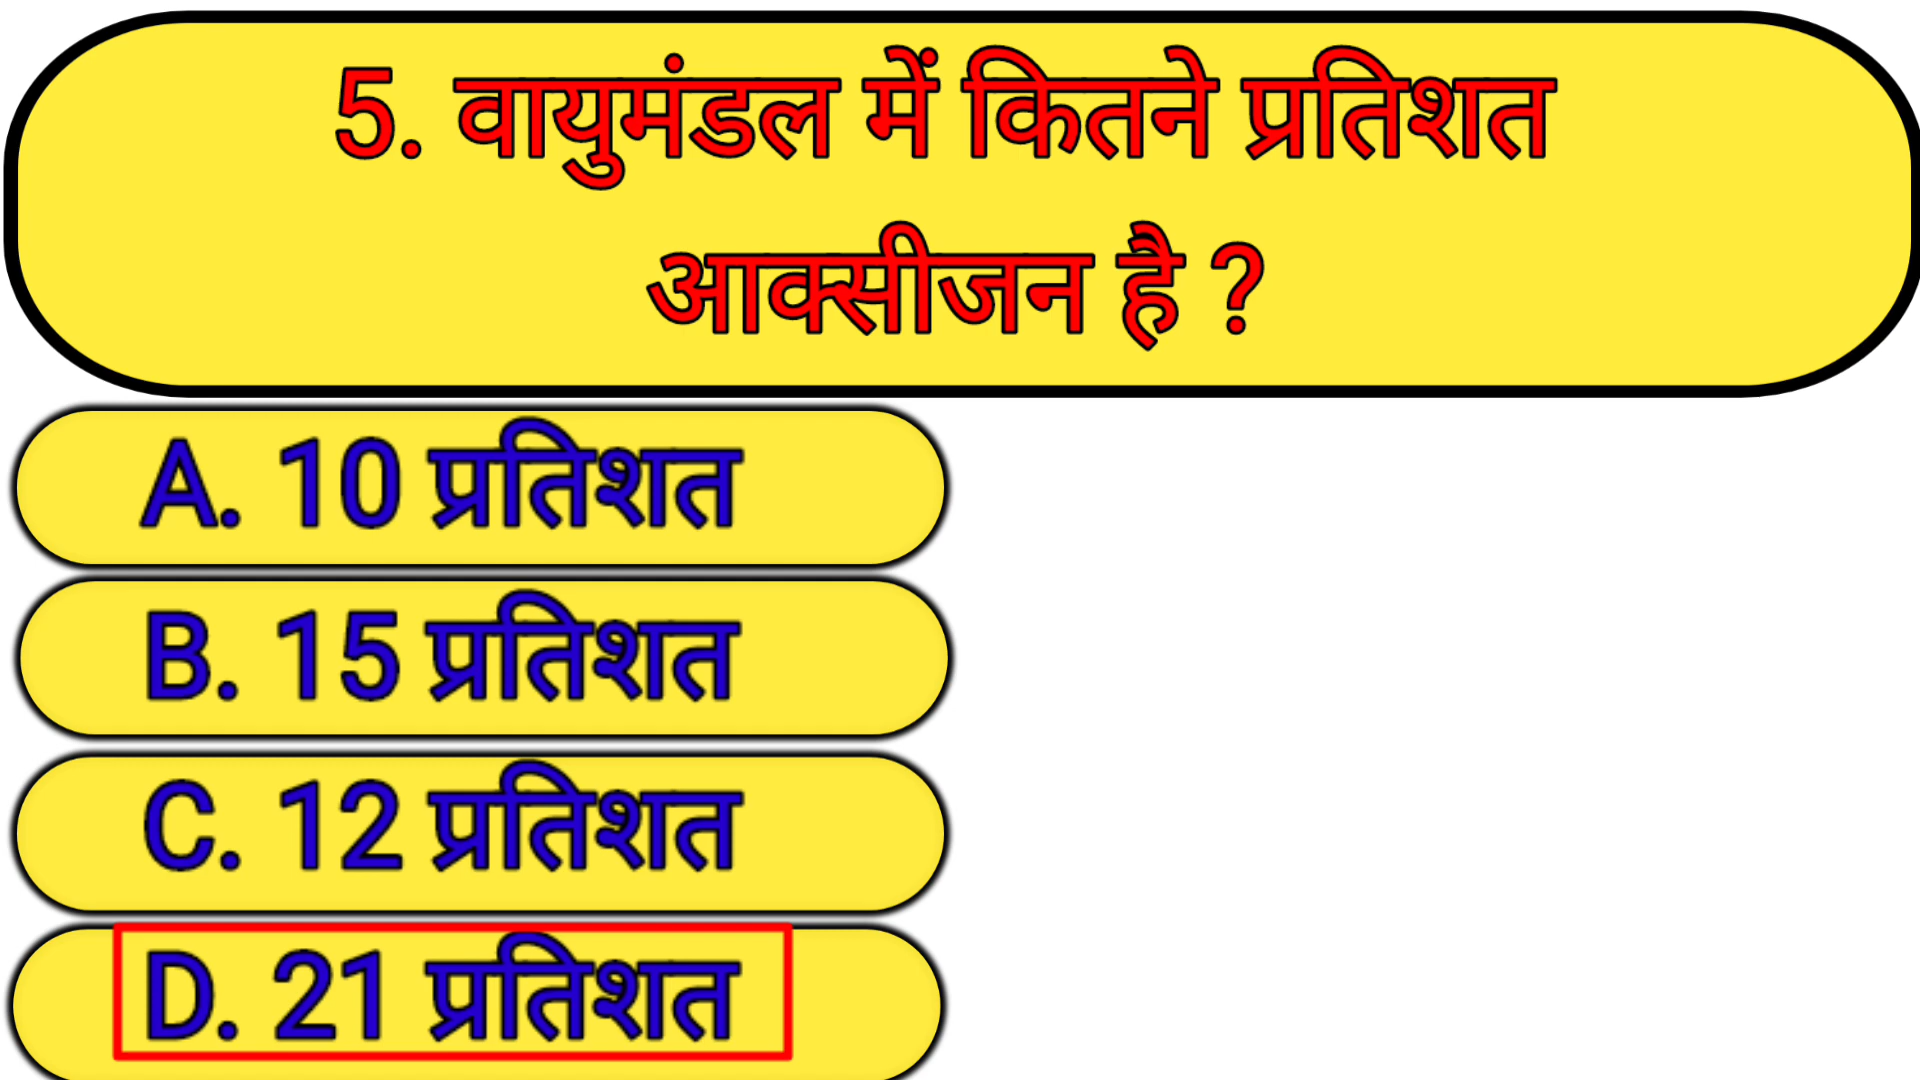 5. वायुमंडल में कितने प्रतिशत
आक्सीजन है ?
A. 10 प्रतिशत
B. 15 प्रतिशत
C. 12 प्रतिशत
D. 21 प्रतिशत